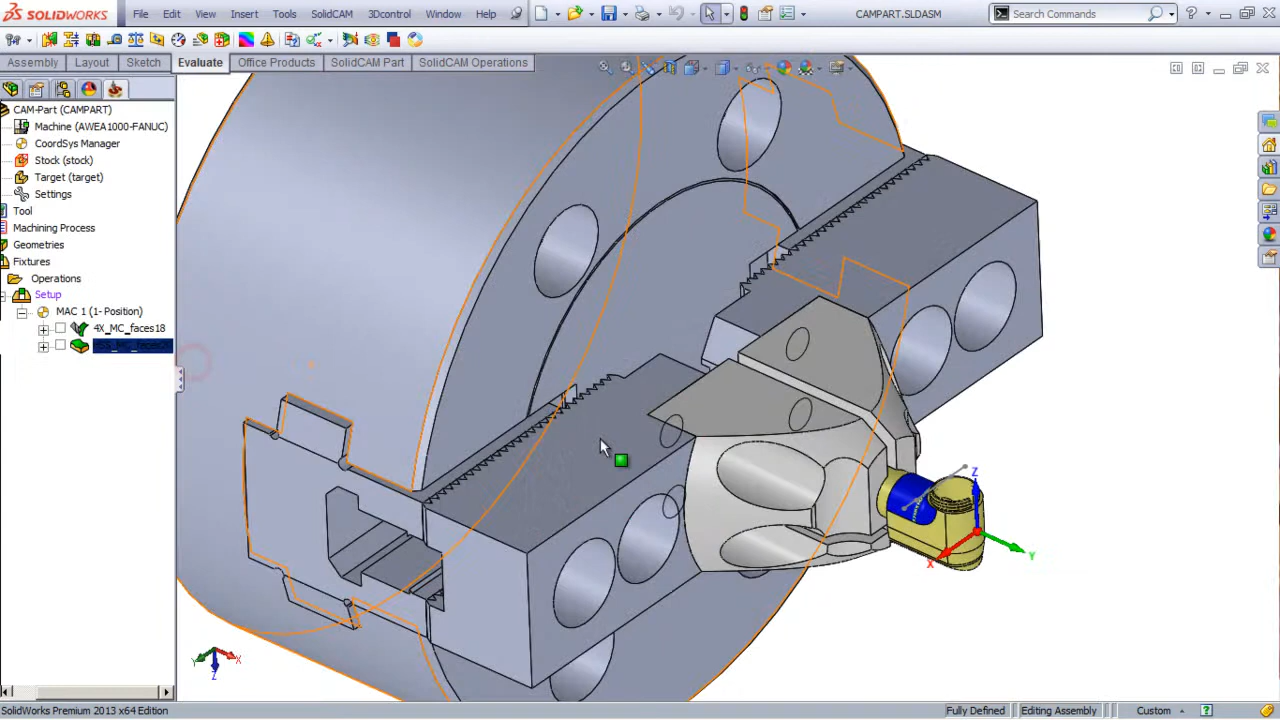 SOLIDWORKS File Edit View Insert Tools SolidCAM 3Dcontrol Window Help CAMPART.SLDASM Search Commands
Assembly Layout Sketch Evaluate Office Products SolidCAM Part SolidCAM Operations
CAM-Part (CAMPART)
Machine (AWEA1000-FANUC)
CoordSys Manager
Stock (stock)
Target (target)
Settings
Tool
Machining Process
Geometries
Fixtures
Operations
Setup
MAC 1 (1- Position)
4X_MC_faces18
Z
Y
X
Y X
Z
SolidWorks Premium 2013 x64 Edition Fully Defined Editing Assembly Custom